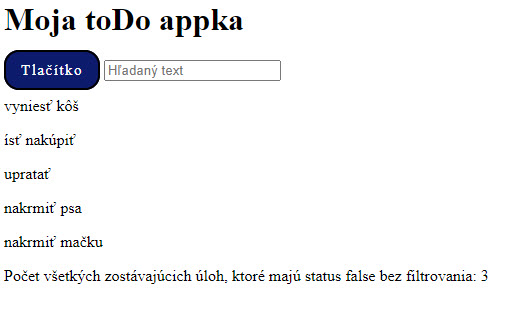 Moja toDo appka
Tlačítko Hľadaný text
vyniesť kôš
ísť nakúpiť
upratať
nakrmiť psa
nakrmiť mačku
Počet všetkých zostávajúcich úloh, ktoré majú status false bez filtrovania: 3